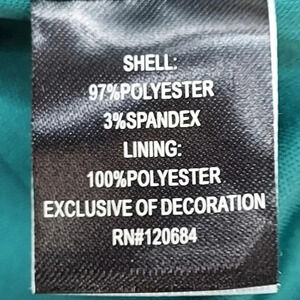 SHELL:
97%POLYESTER
3%SPANDEX
LINING:
100%POLYESTER
EXCLUSIVE OF DECORATION
RN#120684